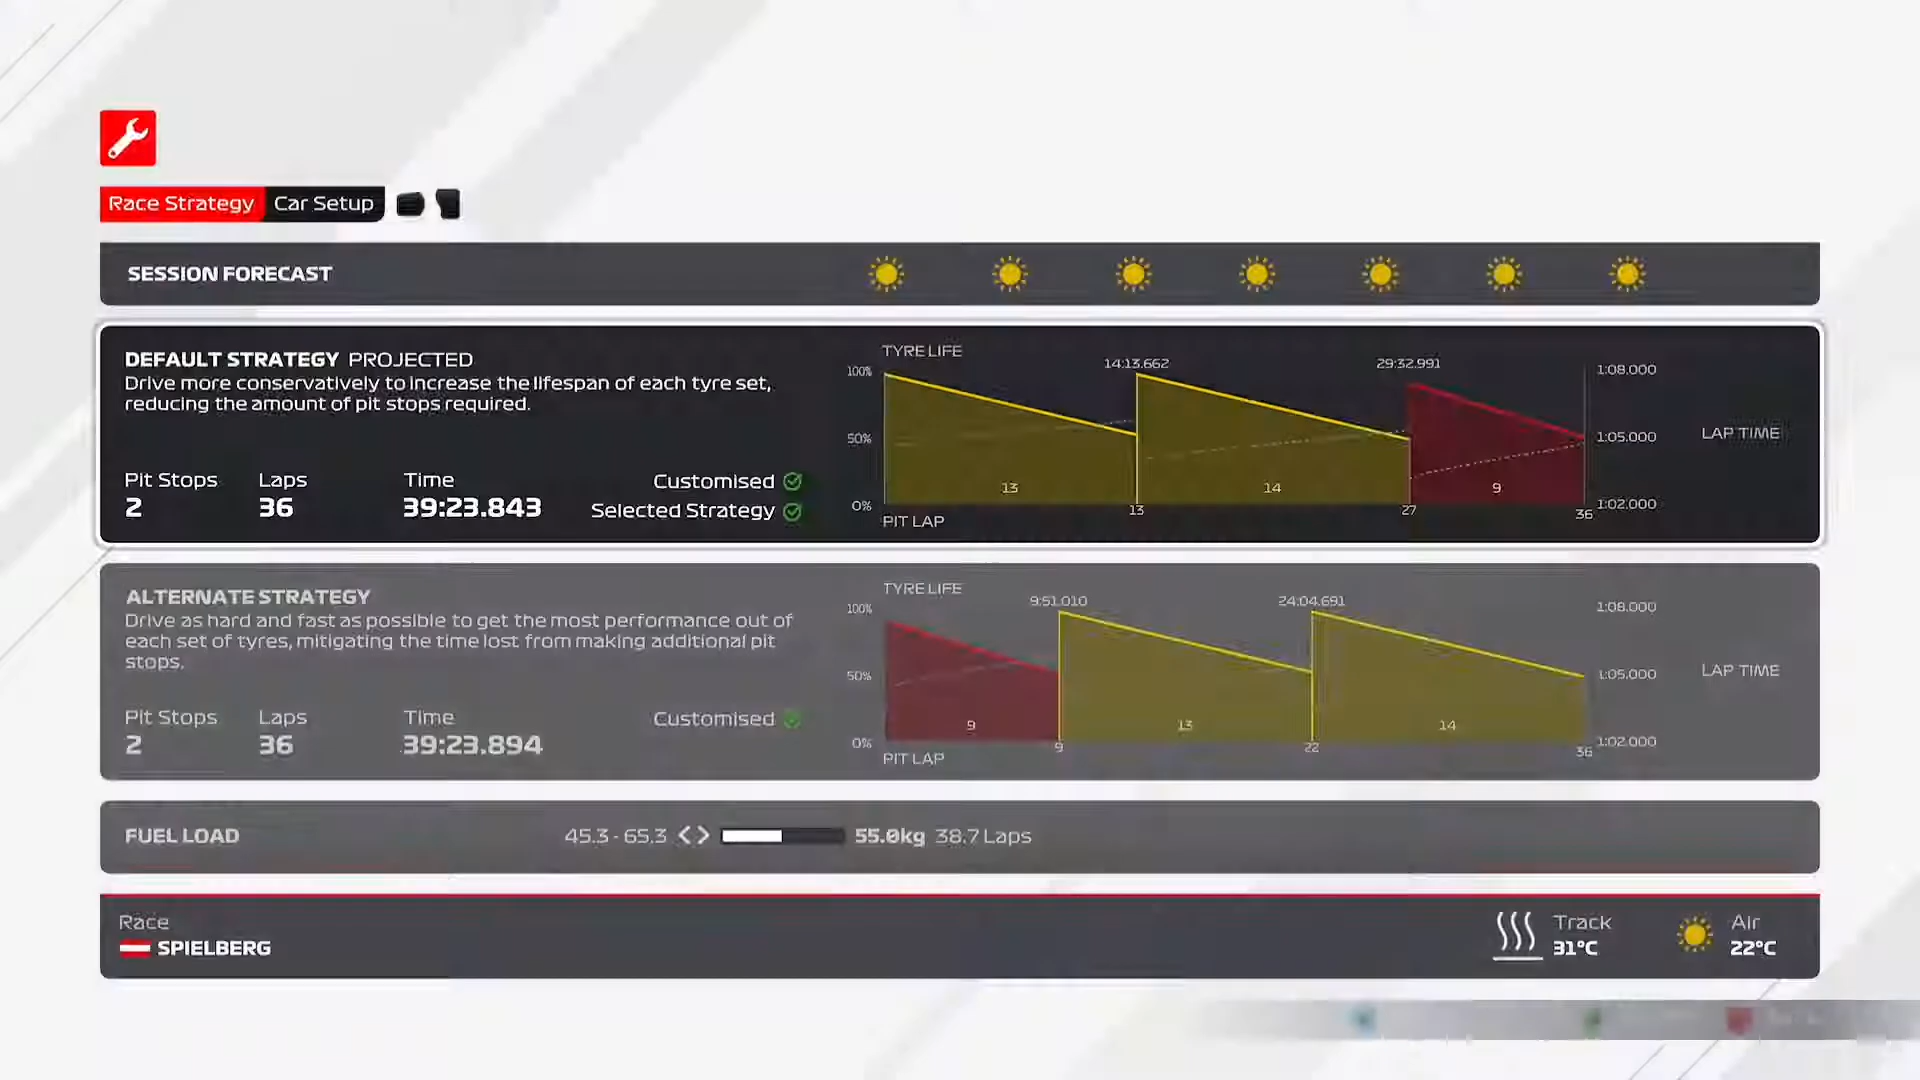 Race Strategy Car Setup
SESSION FORECAST
DEFAULT STRATEGY PROJECTED
Drive more conservatively to increase the lifespan of each tyre set,
reducing the amount of pit stops required.
Pit Stops Laps Time Customised
2 36 39:23.843 Selected Strategy
TYRE LIFE 14:13.662 29:32.991
100% 1:08.000
50% 1:05.000 LAP TIME
13 14 9
0% 1:02.000
13 27 36
PIT LAP
ALTERNATE STRATEGY
Drive as hard and fast as possible to get the most performance out of
each set of tyres, mitigating the time lost from making additional pit
stops.
Pit Stops Laps Time Customised
2 36 39:23.894
TYRE LIFE 9:51.010 24:04.691
100% 1:08.000
50% 1:05.000 LAP TIME
9 13 14
0% 1:02.000
9 22 36
PIT LAP
FUEL LOAD 45.3 - 65.3 <> 55.0kg 38.7 Laps
Race
SPIELBERG
Track
31°C
Air
22°C